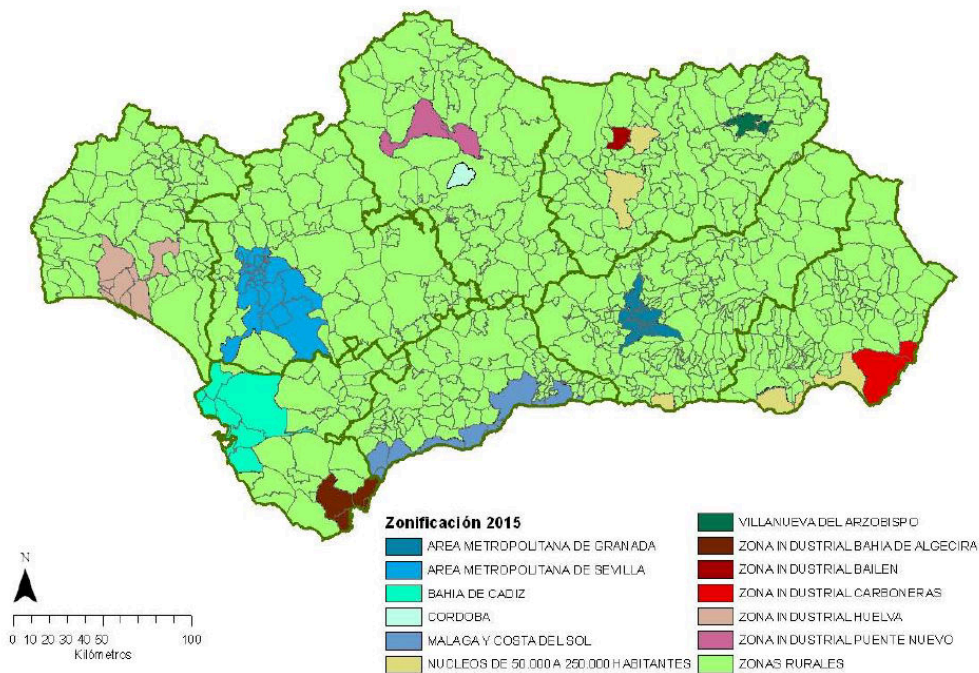 Zonificación 2015
AREA METROPOLITANA DE GRANADA
AREA METROPOLITANA DE SEVILLA
BAHIA DE CADIZ
CORDOBA
MALAGA Y COSTA DEL SOL
NUCLEOS DE 50.000 A 250.000 HABITANTES
VILLANUEVA DEL ARZOBISPO
ZONA INDUSTRIAL BAHIA DE ALGECIRA
ZONA INDUSTRIAL BAILEN
ZONA INDUSTRIAL CARBONERAS
ZONA INDUSTRIAL HUELVA
ZONA INDUSTRIAL PUENTE NUEVO
ZONAS RURALES
N
0 10 20 30 40 50 100
Kilómetros